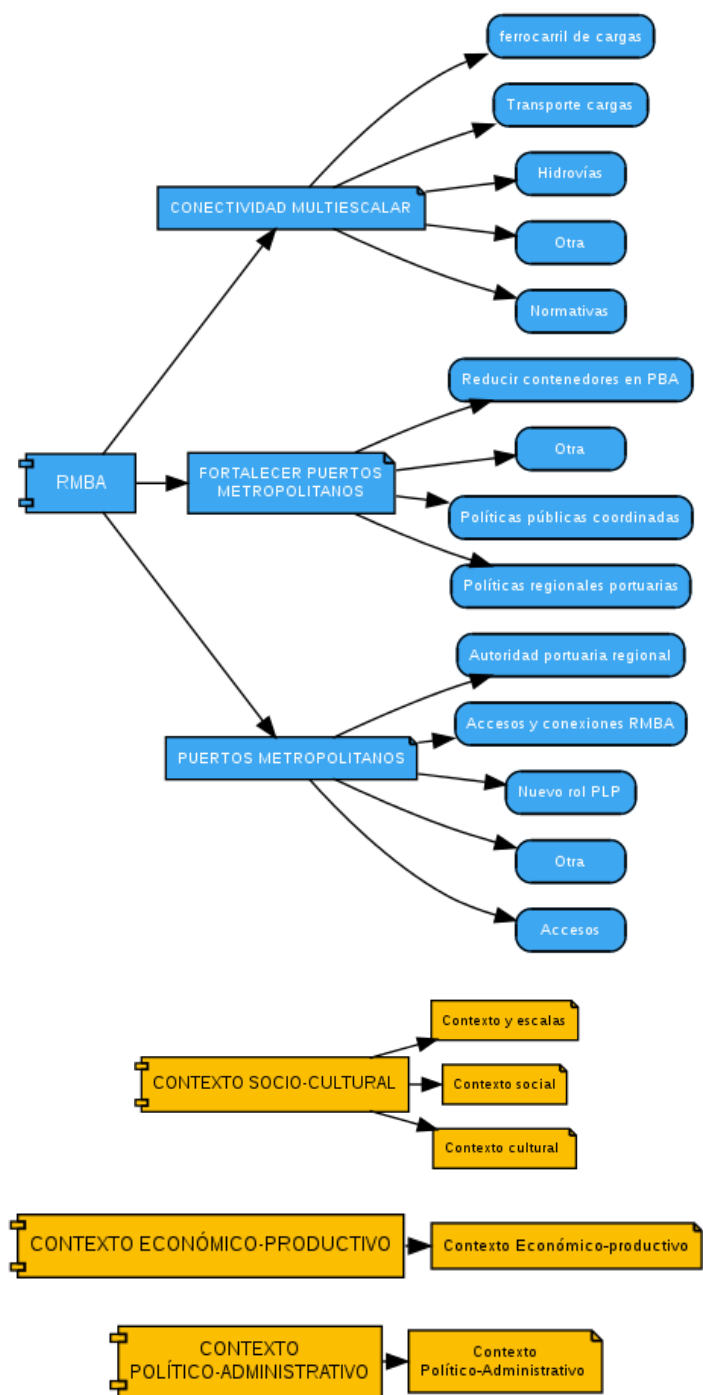 ferrocarril de cargas
Transporte cargas
Hidrovías
CONECTIVIDAD MULTIESCALAR
Otra
Normativas
Reducir contenedores en PBA
Otra
RMBA
FORTALECER PUERTOS
METROPOLITANOS
Políticas públicas coordinadas
Políticas regionales portuarias
Autoridad portuaria regional
Accesos y conexiones RMBA
PUERTOS METROPOLITANOS
Nuevo rol PLP
Otra
Accesos
Contexto y escalas
CONTEXTO SOCIO-CULTURAL
Contexto social
Contexto cultural
CONTEXTO ECONÓMICO-PRODUCTIVO
Contexto Económico-productivo
CONTEXTO
POLÍTICO-ADMINISTRATIVO
Contexto
Político-Administrativo